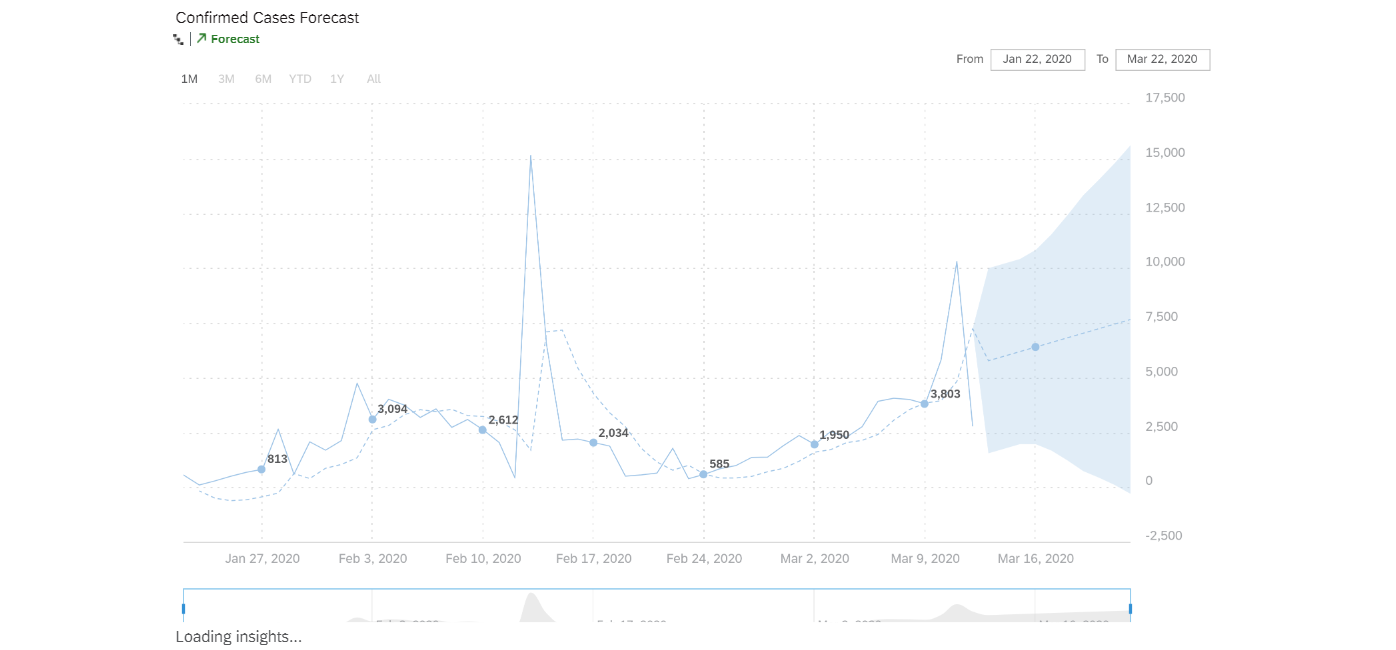 Confirmed Cases Forecast
Forecast
From Jan 22, 2020 To Mar 22, 2020
1M 3M 6M YTD 1Y All
17,500
15,000
12,500
10,000
7,500
5,000
2,500
0
-2,500
813
3,094
2,612
2,034
585
1,950
3,803
Jan 27, 2020 Feb 3, 2020 Feb 10, 2020 Feb 17, 2020 Feb 24, 2020 Mar 2, 2020 Mar 9, 2020 Mar 16, 2020
Loading insights...